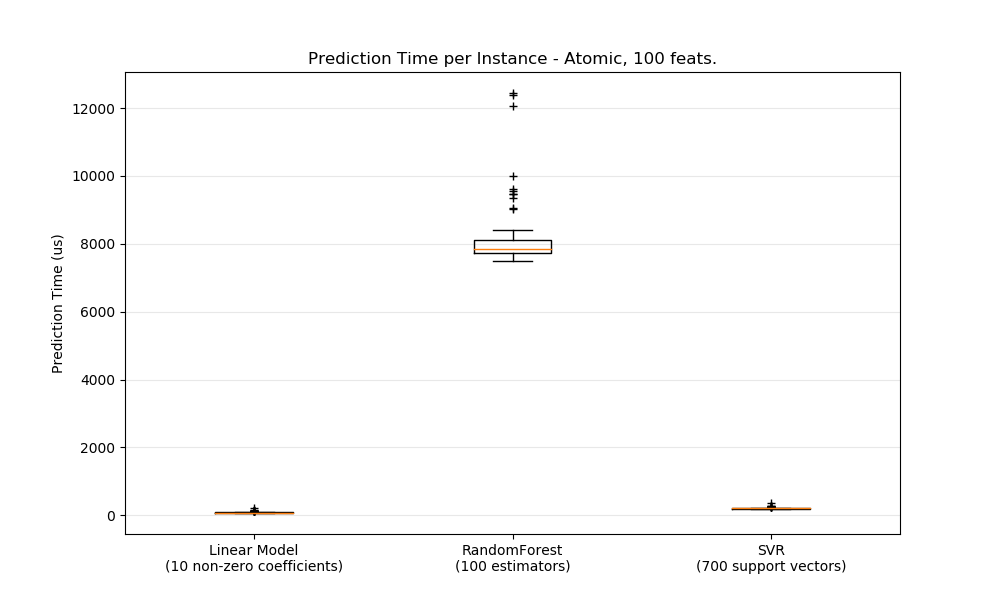 Prediction Time per Instance - Atomic, 100 feats.
12000
10000
8000
6000
4000
2000
0
Prediction Time (us)
Linear Model
(10 non-zero coefficients)
RandomForest
(100 estimators)
SVR
(700 support vectors)